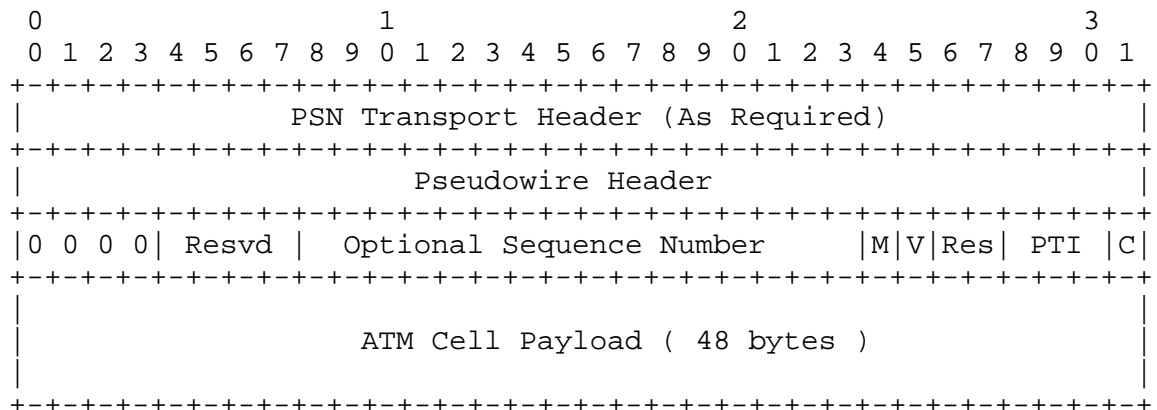 0                   1                   2                   3
 0 1 2 3 4 5 6 7 8 9 0 1 2 3 4 5 6 7 8 9 0 1 2 3 4 5 6 7 8 9 0 1
+-+-+-+-+-+-+-+-+-+-+-+-+-+-+-+-+-+-+-+-+-+-+-+-+-+-+-+-+-+-+-+-+
|               PSN Transport Header (As Required)              |
+-+-+-+-+-+-+-+-+-+-+-+-+-+-+-+-+-+-+-+-+-+-+-+-+-+-+-+-+-+-+-+-+
|                      Pseudowire Header                        |
+-+-+-+-+-+-+-+-+-+-+-+-+-+-+-+-+-+-+-+-+-+-+-+-+-+-+-+-+-+-+-+-+
|0 0 0 0| Resvd |  Optional Sequence Number     |M|V|Res| PTI |C|
+-+-+-+-+-+-+-+-+-+-+-+-+-+-+-+-+-+-+-+-+-+-+-+-+-+-+-+-+-+-+-+-+
|                                                               |
|                   ATM Cell Payload ( 48 bytes )               |
|                                                               |
+-+-+-+-+-+-+-+-+-+-+-+-+-+-+-+-+-+-+-+-+-+-+-+-+-+-+-+-+-+-+-+-+